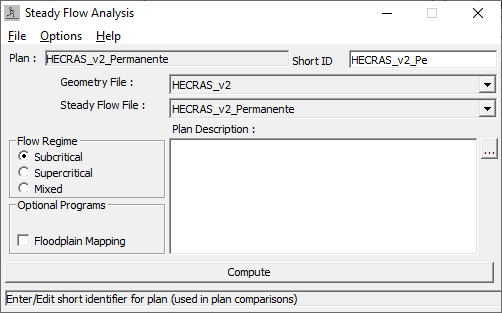 Steady Flow Analysis
File Options Help
Plan : HECRAS_v2_Permanente Short ID HECRAS_v2_Pe
Geometry File : HECRAS_v2
Steady Flow File : HECRAS_v2_Permanente
Plan Description :
Flow Regime
Subcritical
Supercritical
Mixed
...
Optional Programs
Floodplain Mapping
Compute
Enter/Edit short identifier for plan (used in plan comparisons)